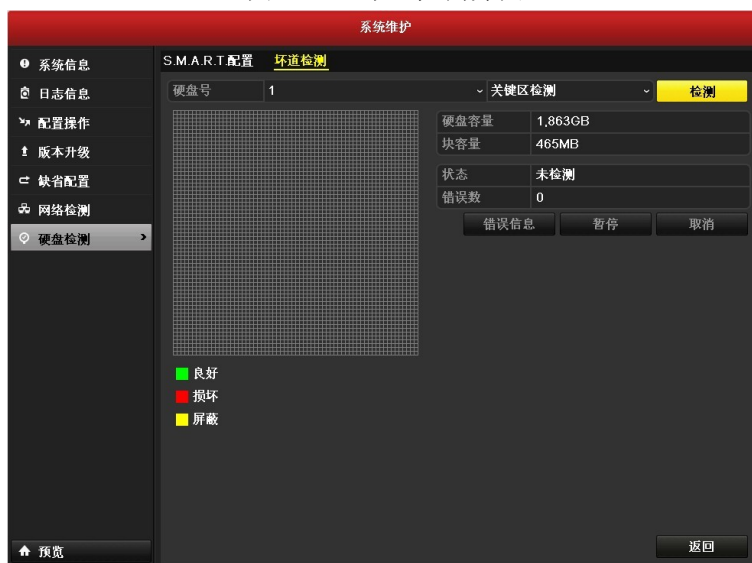 系统维护
系统信息
日志信息
配置操作
版本升级
缺省配置
网络检测
硬盘检测
预览
S.M.A.R.T.配置 坏道检测
硬盘号 1 关键区检测 检测
硬盘容量 1,863GB
块容量 465MB
状态 未检测
错误数 0
错误信息 暂停 取消
良好
损坏
屏蔽
返回